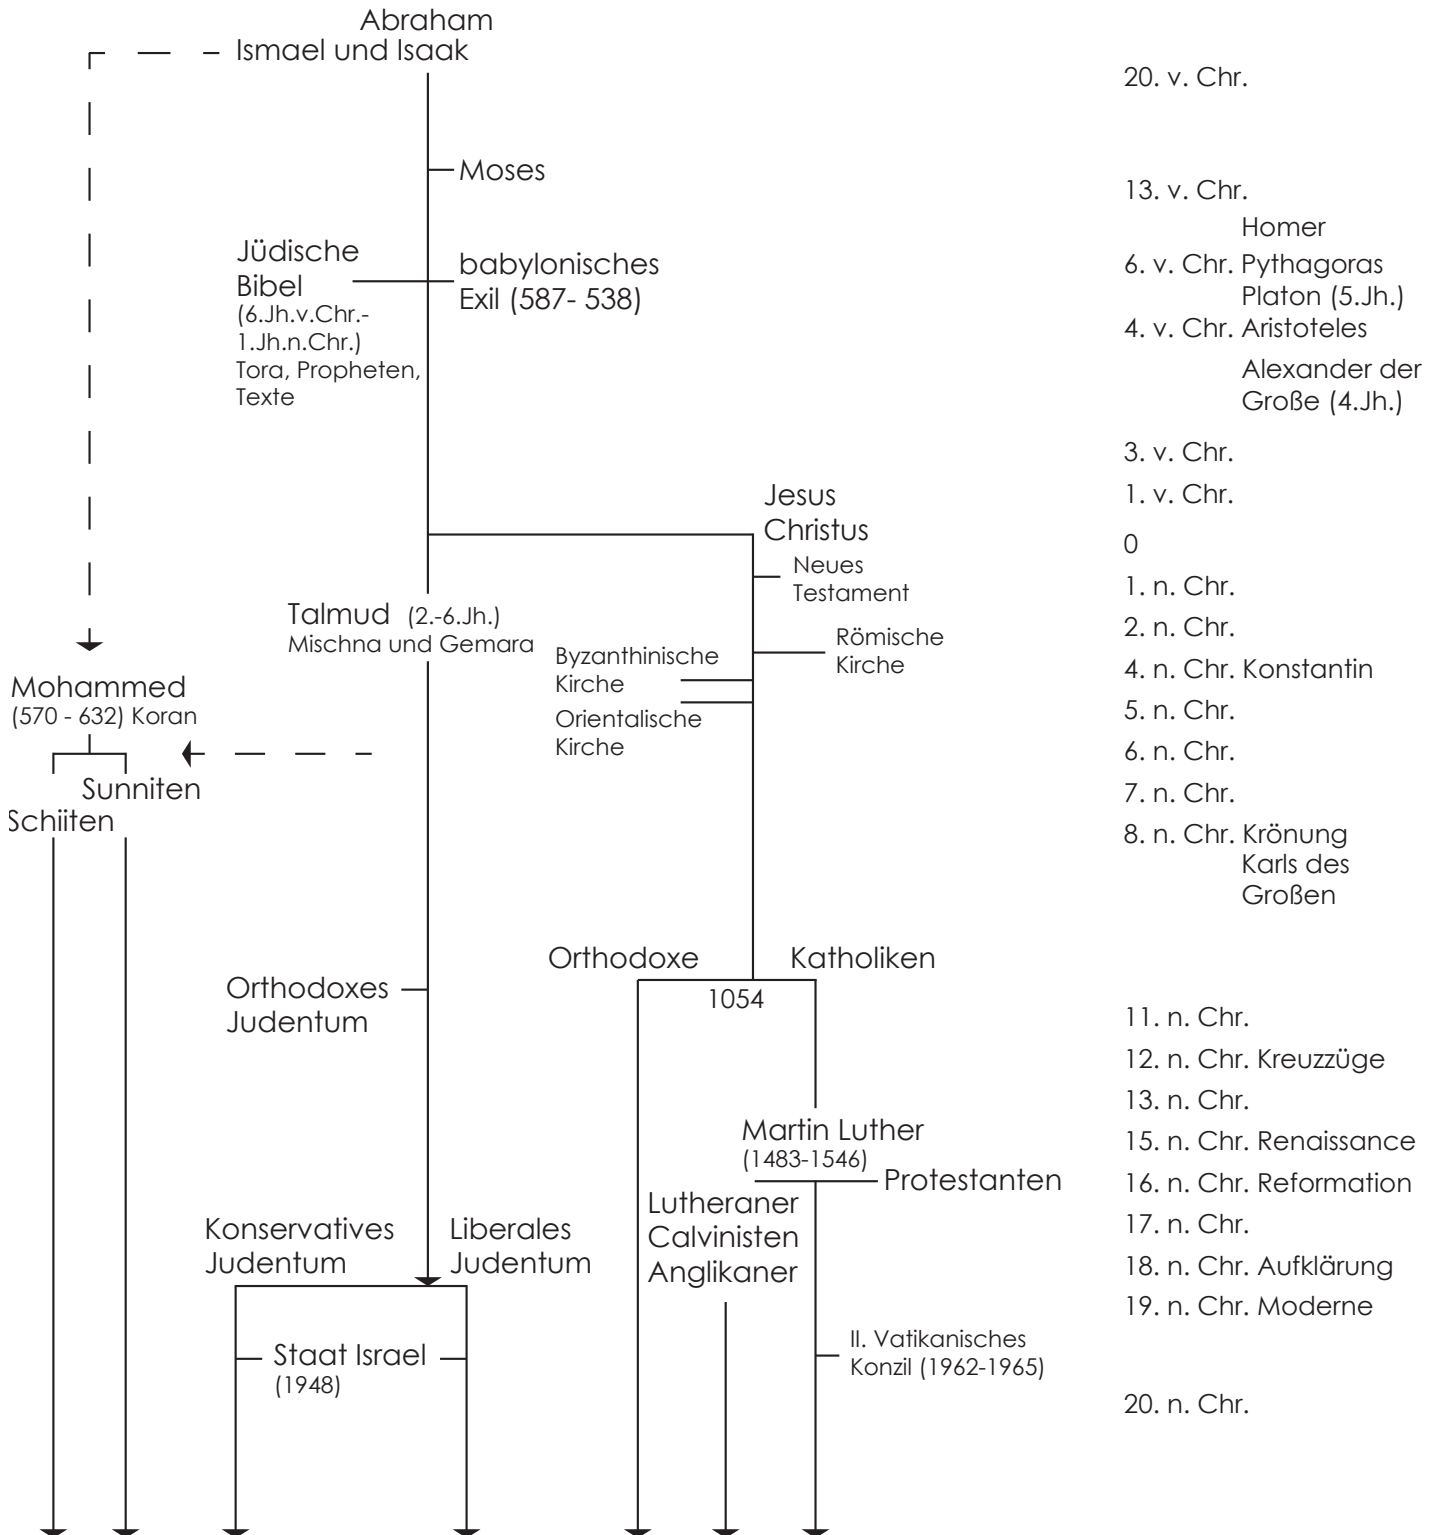 Abraham
Ismael und Isaak
20. v. Chr.
Moses
13. v. Chr.
Homer
Jüdische
Bibel
(6.Jh.v.Chr.-
1.Jh.n.Chr.)
Tora, Propheten,
Texte
babylonisches
Exil (587- 538)
6. v. Chr. Pythagoras
Platon (5.Jh.)
4. v. Chr. Aristoteles
Alexander der
Große (4.Jh.)
3. v. Chr.
1. v. Chr.
Jesus
Christus
0
Neues
Testament
1. n. Chr.
Talmud (2.-6.Jh.)
Mischna und Gemara
2. n. Chr.
Römische
Kirche
Byzanthinische
Kirche
4. n. Chr. Konstantin
Mohammed
(570 - 632) Koran
Orientalische
Kirche
5. n. Chr.
6. n. Chr.
Sunniten
Schiiten
7. n. Chr.
8. n. Chr. Krönung
Karls des
Großen
Orthodoxe
Katholiken
1054
Orthodoxes
Judentum
11. n. Chr.
12. n. Chr. Kreuzzüge
13. n. Chr.
Martin Luther
(1483-1546)
Protestanten
15. n. Chr. Renaissance
16. n. Chr. Reformation
Lutheraner
Calvinisten
Anglikaner
Konservatives
Judentum
Liberales
Judentum
17. n. Chr.
18. n. Chr. Aufklärung
19. n. Chr. Moderne
Staat Israel
(1948)
II. Vatikanisches
Konzil (1962-1965)
20. n. Chr.